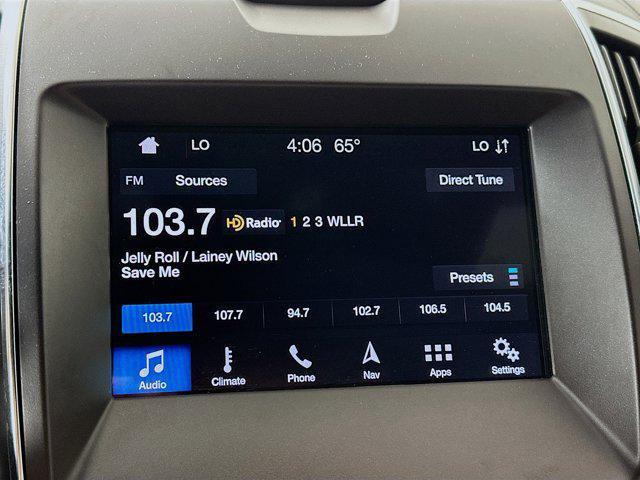 LO 4:06 65° LO
FM Sources Direct Tune
103.7 HD Radio 1 2 3 WLLR
Jelly Roll / Lainey Wilson
Save Me
Presets
103.7 107.7 94.7 102.7 106.5 104.5
Audio Climate Phone Nav Apps Settings